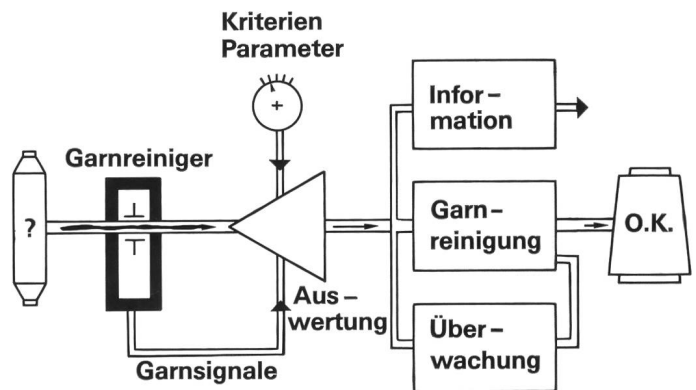 Kriterien
Parameter
Garnreiniger
?
Infor-
mation
Garn-
reinigung
O.K.
Aus-
wertung
Über-
wachung
Garnsignale